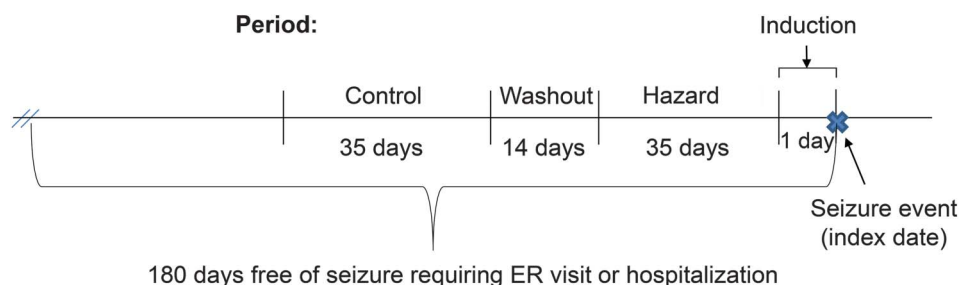 Period:
Induction
Control
Washout
Hazard
35 days
14 days
35 days
1 day
Seizure event
(index date)
180 days free of seizure requiring ER visit or hospitalization